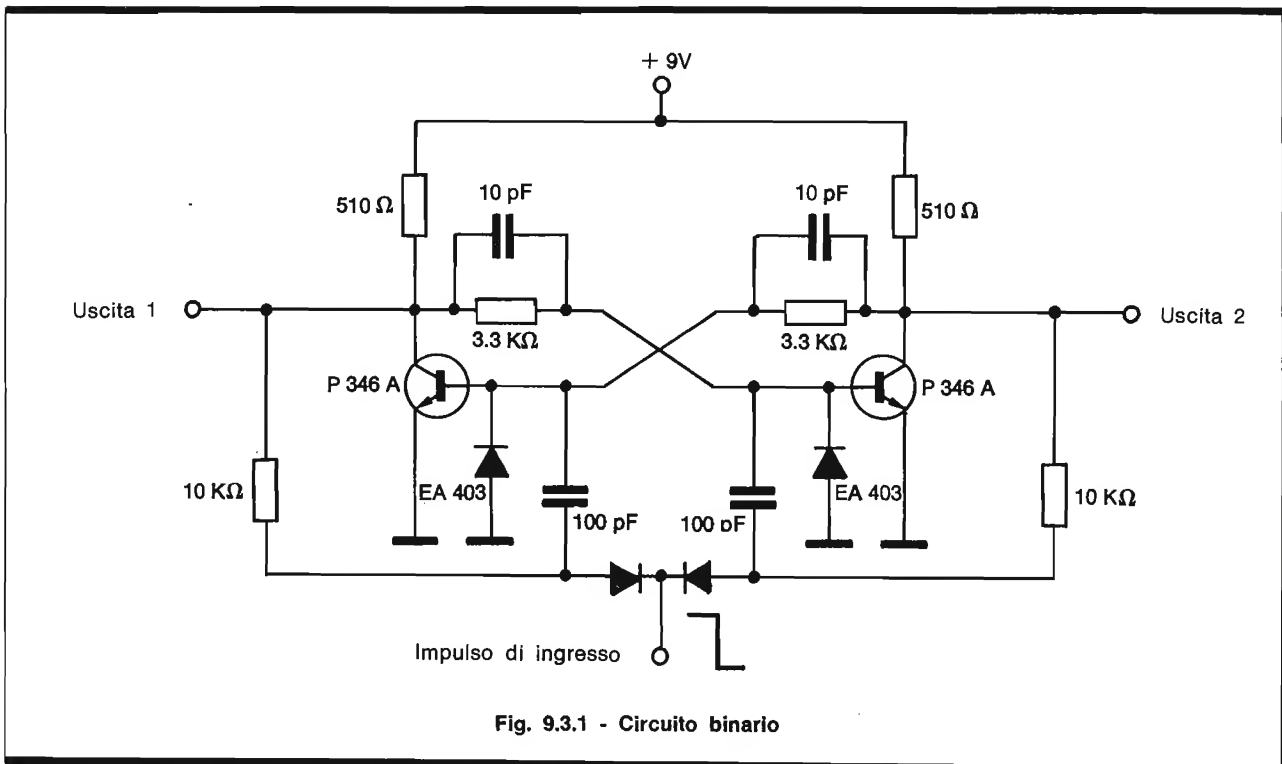 + 9V
510 Ω
10 pF
10 pF
510 Ω
Uscita 1
3.3 KΩ
3.3 KΩ
Uscita 2
P 346 A
P 346 A
10 KΩ
EA 403
100 pF
100 pF
EA 403
10 KΩ
Impulso di ingresso
Fig. 9.3.1 - Circuito binario